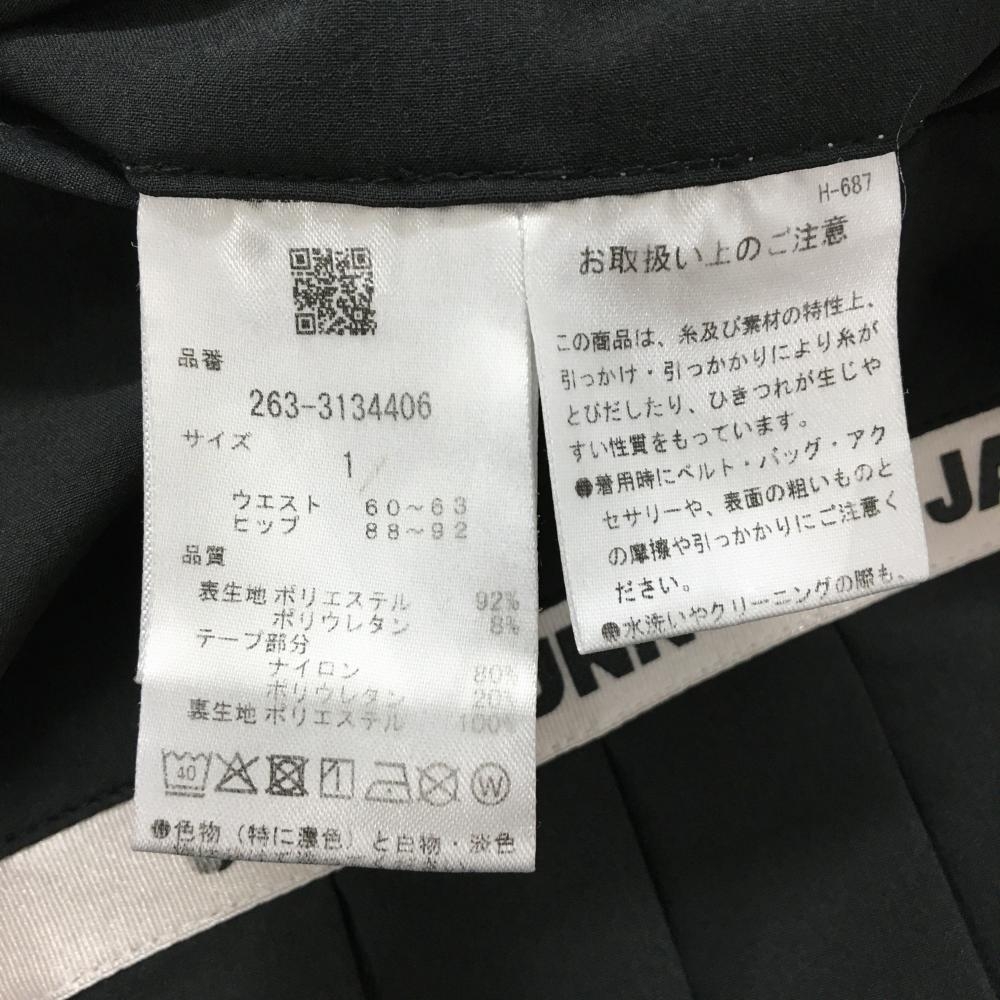 品番
263-3134406
サイズ
1
ウエスト 60～63
ヒップ 88～92
品質
表生地 ポリエステル 92%
ポリウレタン 8%
テープ部分
ナイロン 80%
ポリウレタン 20%
裏生地 ポリエステル 100%
40
W
色物（特に濃色）と白物・淡色
H-687
お取扱い上のご注意
この商品は、糸及び素材の特性上、
引っかけ・引っかかりにより糸が
とびだしたり、ひきつれが生じや
すい性質をもっています。
着用時にベルト・バッグ・アク
セサリーや、表面の粗いものと
の摩擦や引っかかりにご注意く
ださい。
水洗いやクリーニングの際も、
JA